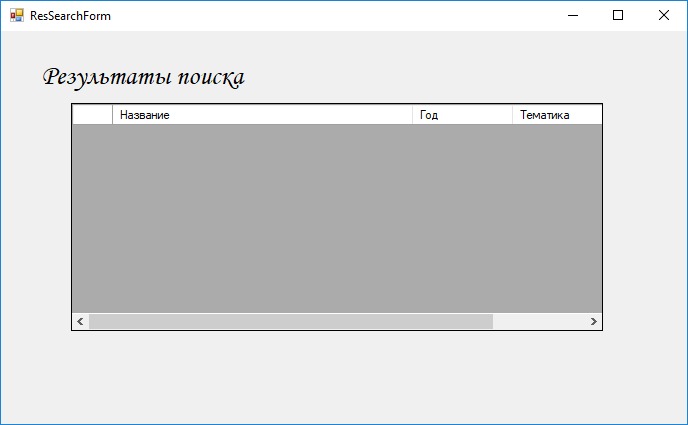 ResSearchForm
Результаты поиска
Название Год Тематика